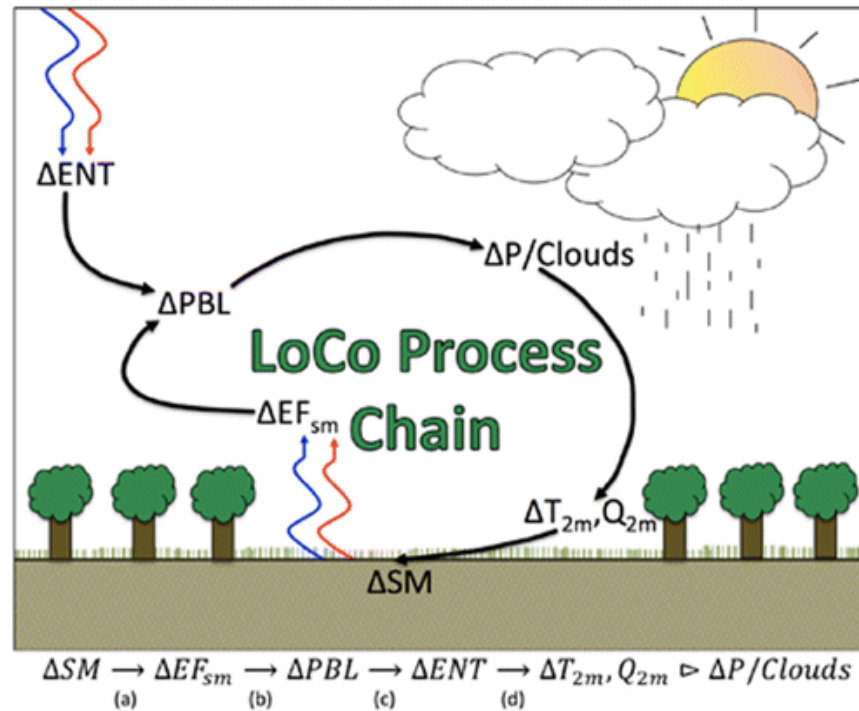 ΔENT
ΔP/Clouds
ΔPBL
LoCo Process
Chain
ΔEFsm
ΔT2m,Q2m
ΔSM
ΔSM → ΔEFsm → ΔPBL → ΔENT → ΔT2m, Q2m ⊳ ΔP/Clouds
(a) (b) (c) (d)